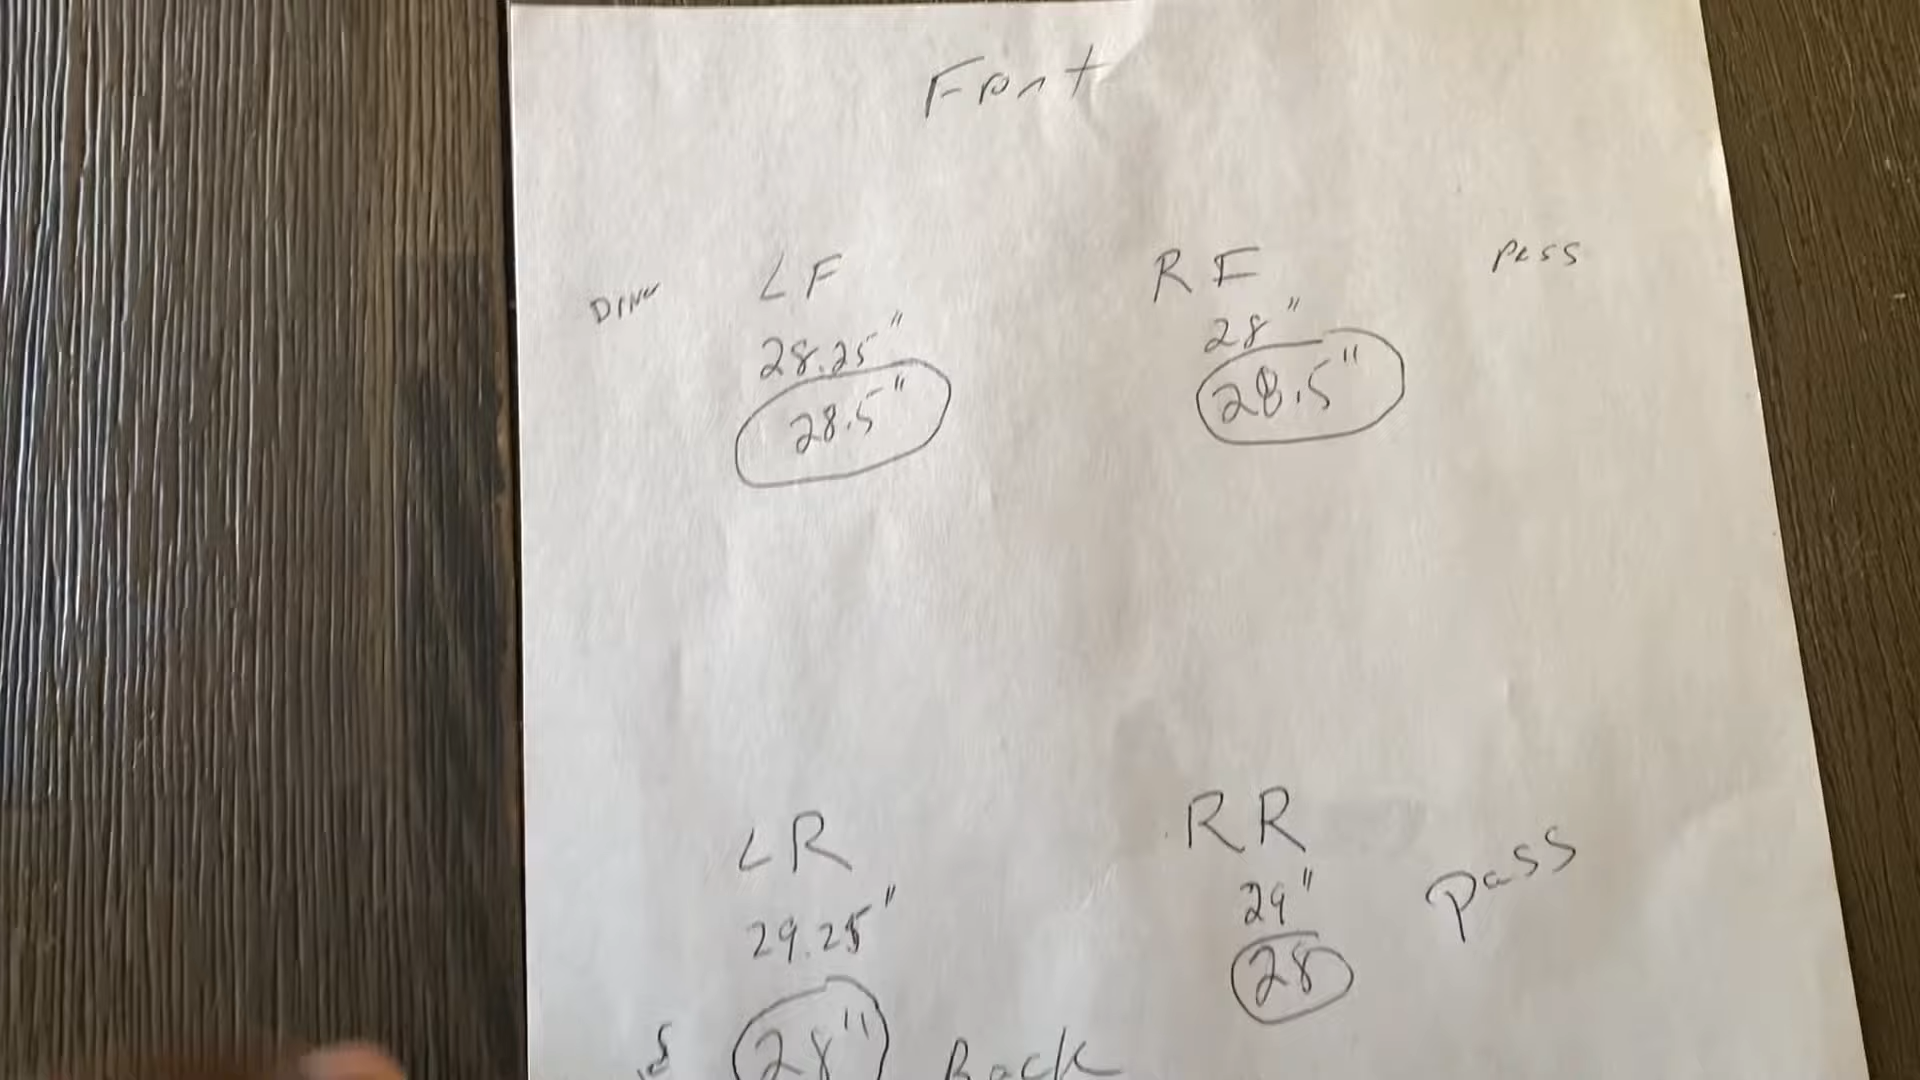 Front
LF
RF
Pass
28.25"
28"
28.5"
28.5"
LR
RR
29.25"
29"
Pass
28
28"
Back